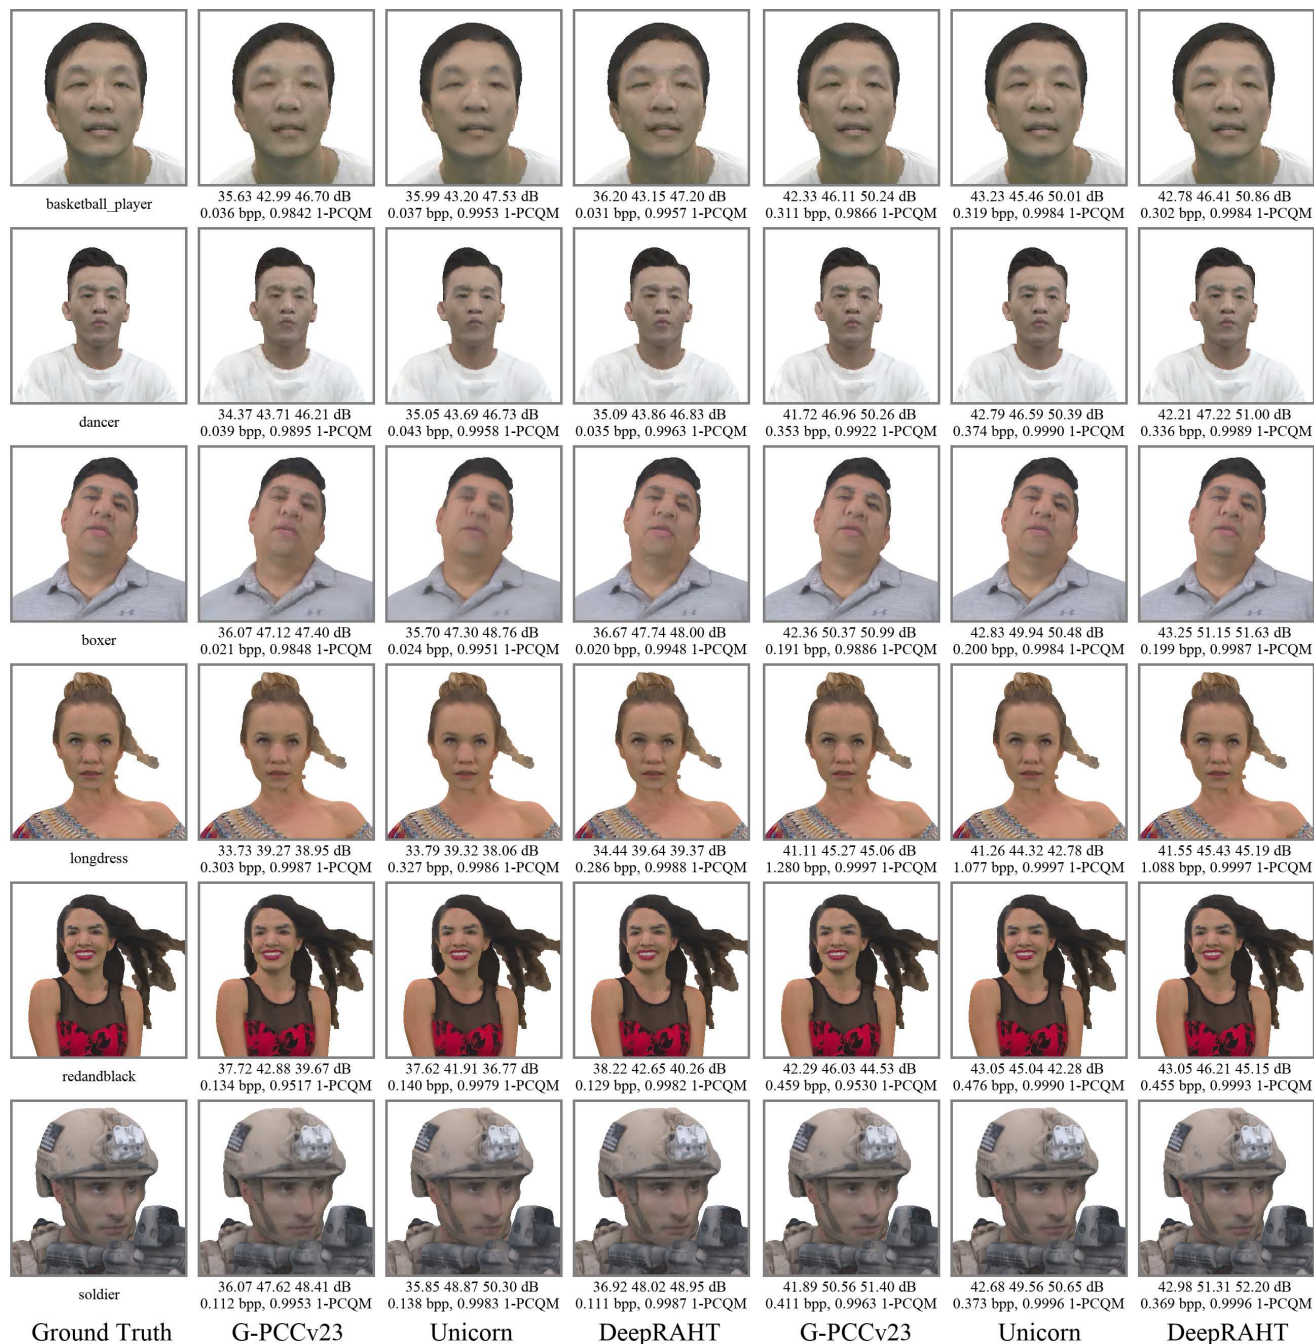 35.63 42.99 46.70 dB 35.99 43.20 47.53 dB 36.20 43.15 47.20 dB 42.33 46.11 50.24 dB 43.23 45.46 50.01 dB 42.78 46.41 50.86 dB
basketball_player 0.036 bpp, 0.9842 1-PCQM 0.037 bpp, 0.9953 1-PCQM 0.031 bpp, 0.9957 1-PCQM 0.311 bpp, 0.9866 1-PCQM 0.319 bpp, 0.9984 1-PCQM 0.302 bpp, 0.9984 1-PCQM
34.37 43.71 46.21 dB 35.05 43.69 46.73 dB 35.09 43.86 46.83 dB 41.72 46.96 50.26 dB 42.79 46.59 50.39 dB 42.21 47.22 51.00 dB
dancer 0.039 bpp, 0.9895 1-PCQM 0.043 bpp, 0.9958 1-PCQM 0.035 bpp, 0.9963 1-PCQM 0.353 bpp, 0.9922 1-PCQM 0.374 bpp, 0.9990 1-PCQM 0.336 bpp, 0.9989 1-PCQM
36.07 47.12 47.40 dB 35.70 47.30 48.76 dB 36.67 47.74 48.00 dB 42.36 50.37 50.99 dB 42.83 49.94 50.48 dB 43.25 51.15 51.63 dB
boxer 0.021 bpp, 0.9848 1-PCQM 0.024 bpp, 0.9951 1-PCQM 0.020 bpp, 0.9948 1-PCQM 0.191 bpp, 0.9886 1-PCQM 0.200 bpp, 0.9984 1-PCQM 0.199 bpp, 0.9987 1-PCQM
33.73 39.27 38.95 dB 33.79 39.32 38.06 dB 34.44 39.64 39.37 dB 41.11 45.27 45.06 dB 41.26 44.32 42.78 dB 41.55 45.43 45.19 dB
longdress 0.303 bpp, 0.9987 1-PCQM 0.327 bpp, 0.9986 1-PCQM 0.286 bpp, 0.9988 1-PCQM 1.280 bpp, 0.9997 1-PCQM 1.077 bpp, 0.9997 1-PCQM 1.088 bpp, 0.9997 1-PCQM
37.72 42.88 39.67 dB 37.62 41.91 36.77 dB 38.22 42.65 40.26 dB 42.29 46.03 44.53 dB 43.05 45.04 42.28 dB 43.05 46.21 45.15 dB
redandblack 0.134 bpp, 0.9517 1-PCQM 0.140 bpp, 0.9979 1-PCQM 0.129 bpp, 0.9982 1-PCQM 0.459 bpp, 0.9530 1-PCQM 0.476 bpp, 0.9990 1-PCQM 0.455 bpp, 0.9993 1-PCQM
36.07 47.62 48.41 dB 35.85 48.87 50.30 dB 36.92 48.02 48.95 dB 41.89 50.56 51.40 dB 42.68 49.56 50.65 dB 42.98 51.31 52.20 dB
soldier 0.112 bpp, 0.9953 1-PCQM 0.138 bpp, 0.9983 1-PCQM 0.111 bpp, 0.9987 1-PCQM 0.411 bpp, 0.9963 1-PCQM 0.373 bpp, 0.9996 1-PCQM 0.369 bpp, 0.9996 1-PCQM
Ground Truth G-PCCv23 Unicorn DeepRAHT G-PCCv23 Unicorn DeepRAHT